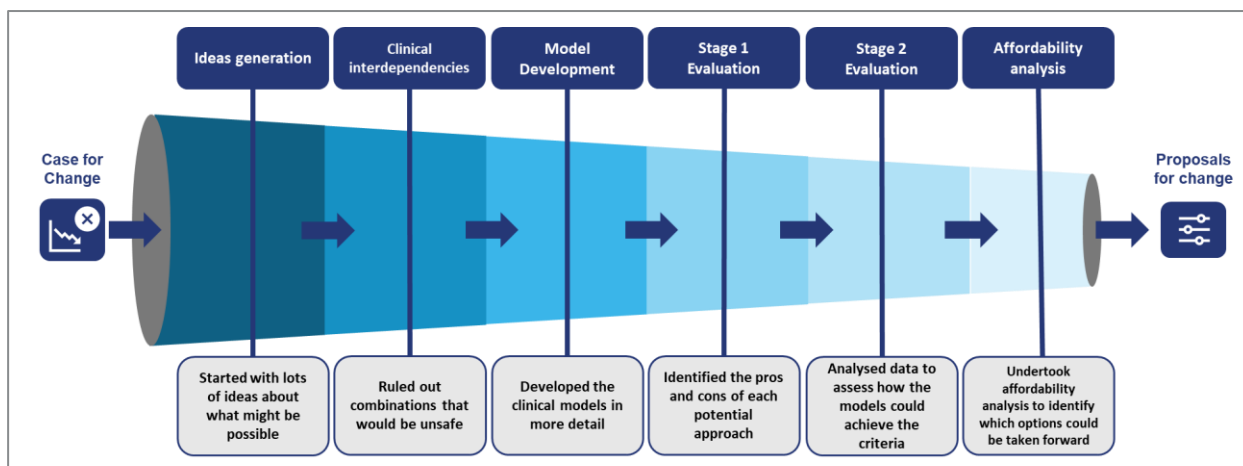 Ideas generation
Clinical
interdependencies
Model
Development
Stage 1
Evaluation
Stage 2
Evaluation
Affordability
analysis
Case for
Change
Proposals
for change
Started with lots
of ideas about
what might be
possible
Ruled out
combinations that
would be unsafe
Developed the
clinical models in
more detail
Identified the pros
and cons of each
potential
approach
Analysed data to
assess how the
models could
achieve the
criteria
Undertook
affordability
analysis to identify
which options could
be taken forward